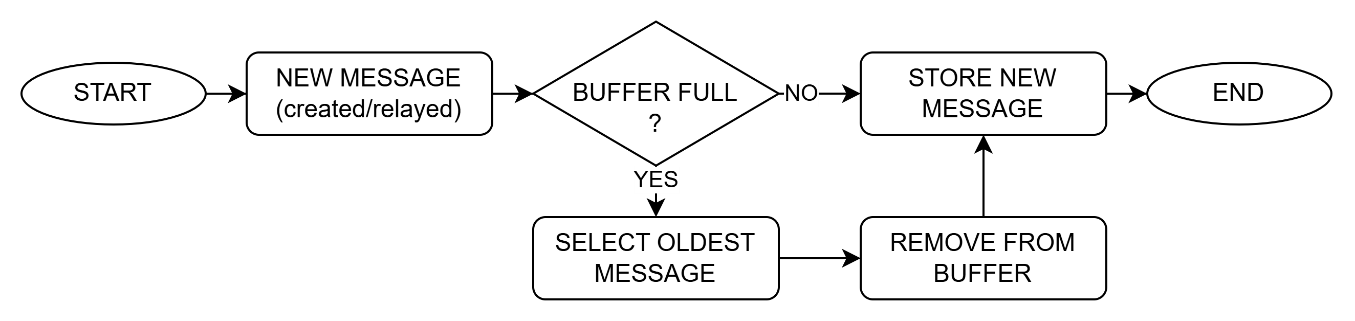 START
NEW MESSAGE
(created/relayed)
BUFFER FULL
?
NO
STORE NEW
MESSAGE
END
YES
SELECT OLDEST
MESSAGE
REMOVE FROM
BUFFER